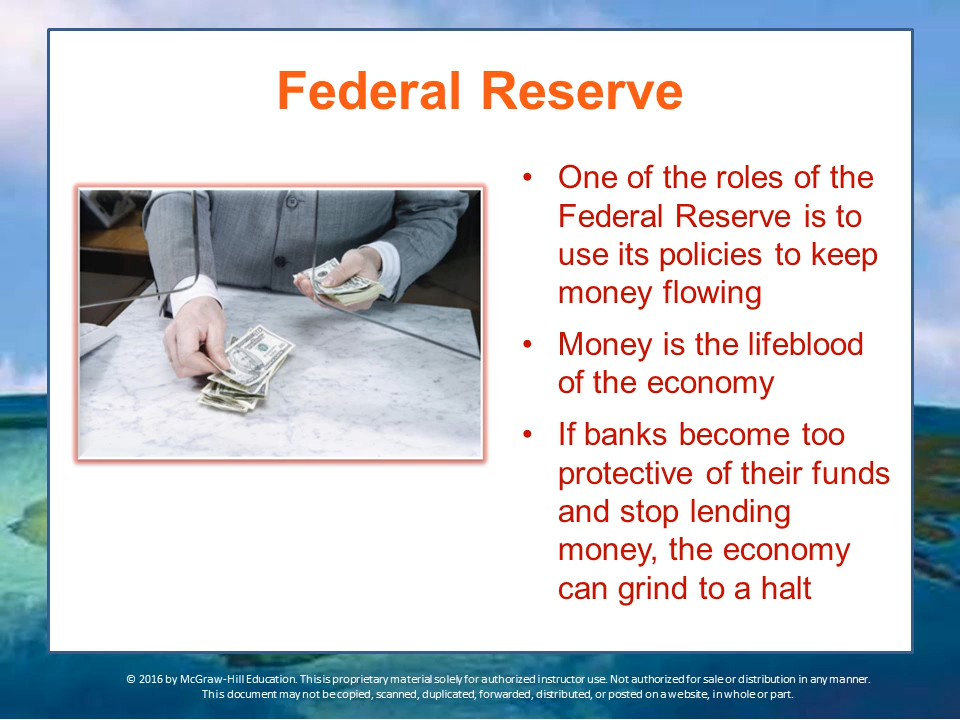 Federal Reserve
• One of the roles of the
Federal Reserve is to
use its policies to keep
money flowing
• Money is the lifeblood
of the economy
• If banks become too
protective of their funds
and stop lending
money, the economy
can grind to a halt
© 2016 by McGraw-Hill Education. This is proprietary material solely for authorized instructor use. Not authorized for sale or distribution in any manner.
This document may not be copied, scanned, duplicated, forwarded, distributed, or posted on a website, in whole or part.